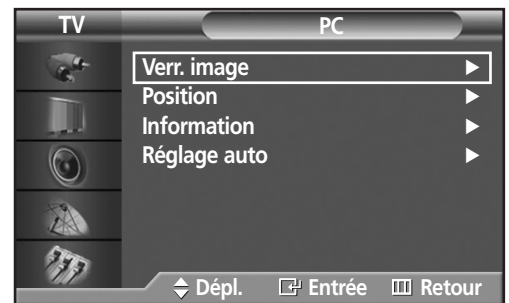 TV PC
Verr. image
Position
Information
Réglage auto
Dépl. Entrée Retour